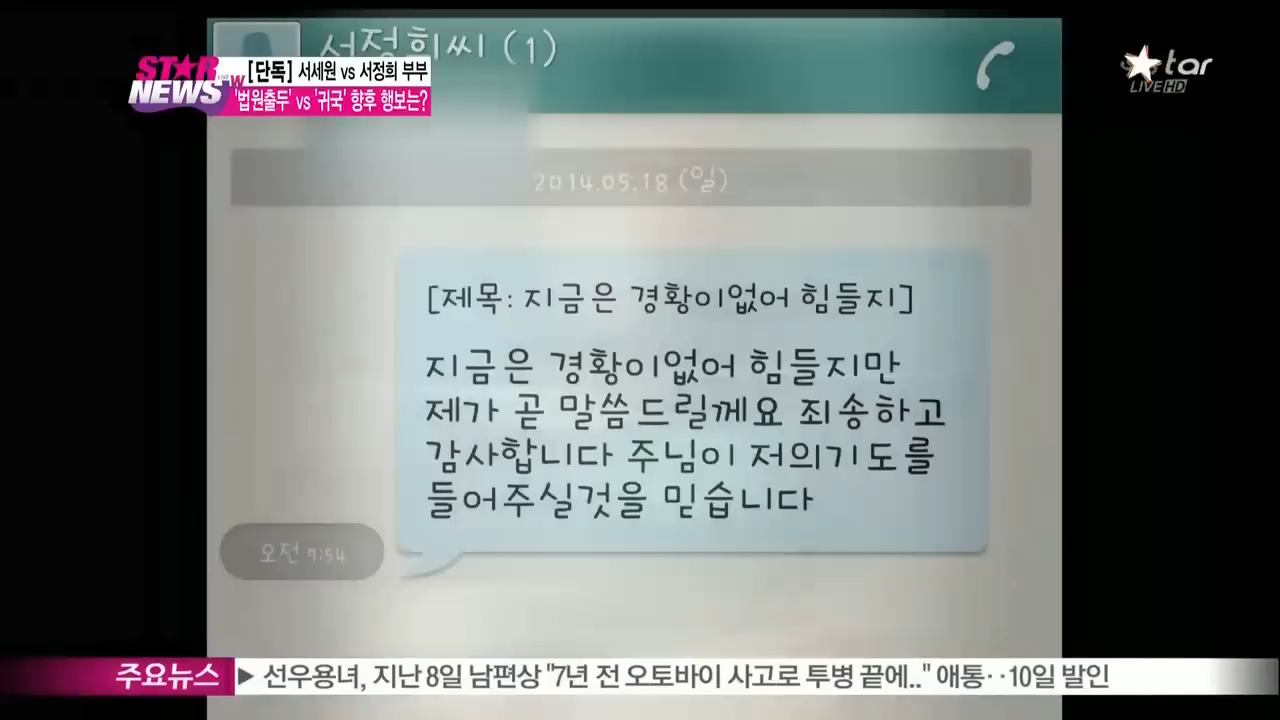 서정희씨 (1)
STAR
NEWS
[단독] 서세원 vs 서정희 부부
'법원출두' vs '귀국' 향후 행보는?
star
LIVE HD
2014.05.18 (일)
[제목: 지금은 경황이없어 힘들지]
지금은 경황이없어 힘들지만
제가 곧 말씀드릴께요 죄송하고
감사합니다 주님이 저의기도를
들어주실것을 믿습니다
오전 7:54
주요뉴스
▶ 선우용녀, 지난 8일 남편상 "7년 전 오토바이 사고로 투병 끝에.." 애통‥10일 발인